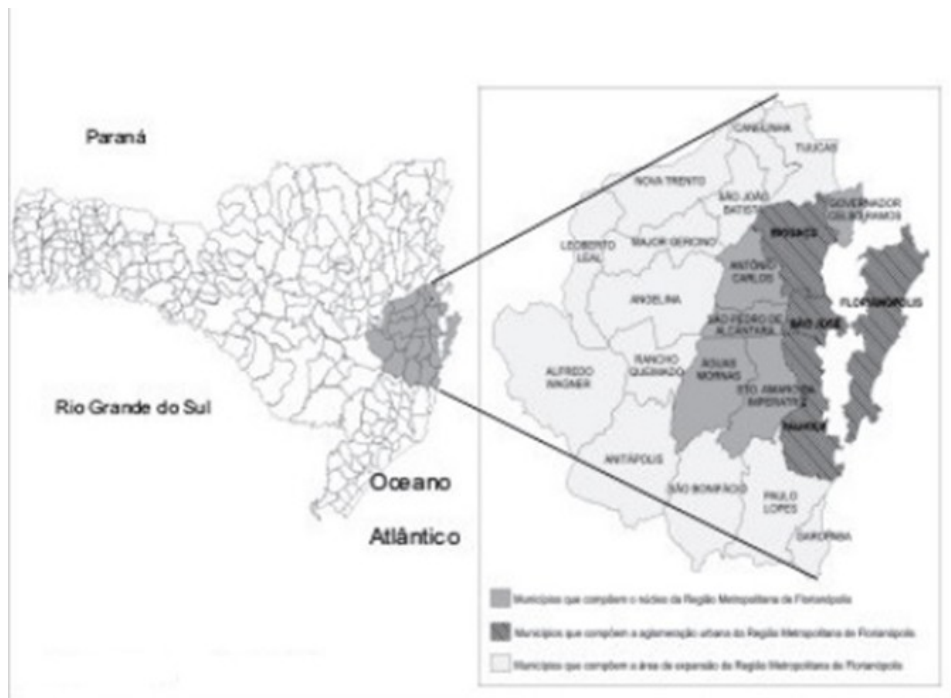 Paraná
Rio Grande do Sul
Oceano
Atlântico
CANELINHA
TIJUCAS
NOVA TRENTO
SÃO JOÃO
BATISTA
GOVERNADOR
CELSO RAMOS
BIGUAÇU
LEOBERTO
LEAL
MAJOR GERCINO
ANTÔNIO
CARLOS
ANGELINA
FLORIANÓPOLIS
SÃO PEDRO DE
ALCÂNTARA
SÃO JOSÉ
RANCHO
QUEIMADO
ÁGUAS
MORNAS
ALFREDO
WAGNER
STO. AMARO DA
IMPERATRIZ
PALHOÇA
ANITÁPOLIS
SÃO BONIFÁCIO
PAULO
LOPES
GAROPABA
Municípios que compõem o núcleo da Região Metropolitana de Florianópolis
Municípios que compõem a aglomeração urbana da Região Metropolitana de Florianópolis
Municípios que compõem a área de expansão da Região Metropolitana de Florianópolis